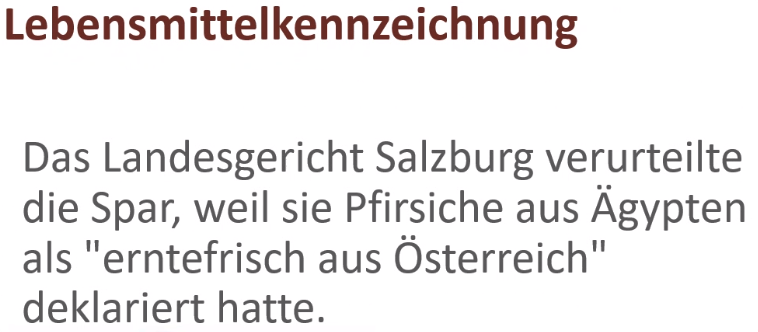 Lebensmittelkennzeichnung
Das Landesgericht Salzburg verurteilte
die Spar, weil sie Pfirsiche aus Ägypten
als "erntefrisch aus Österreich"
deklariert hatte.